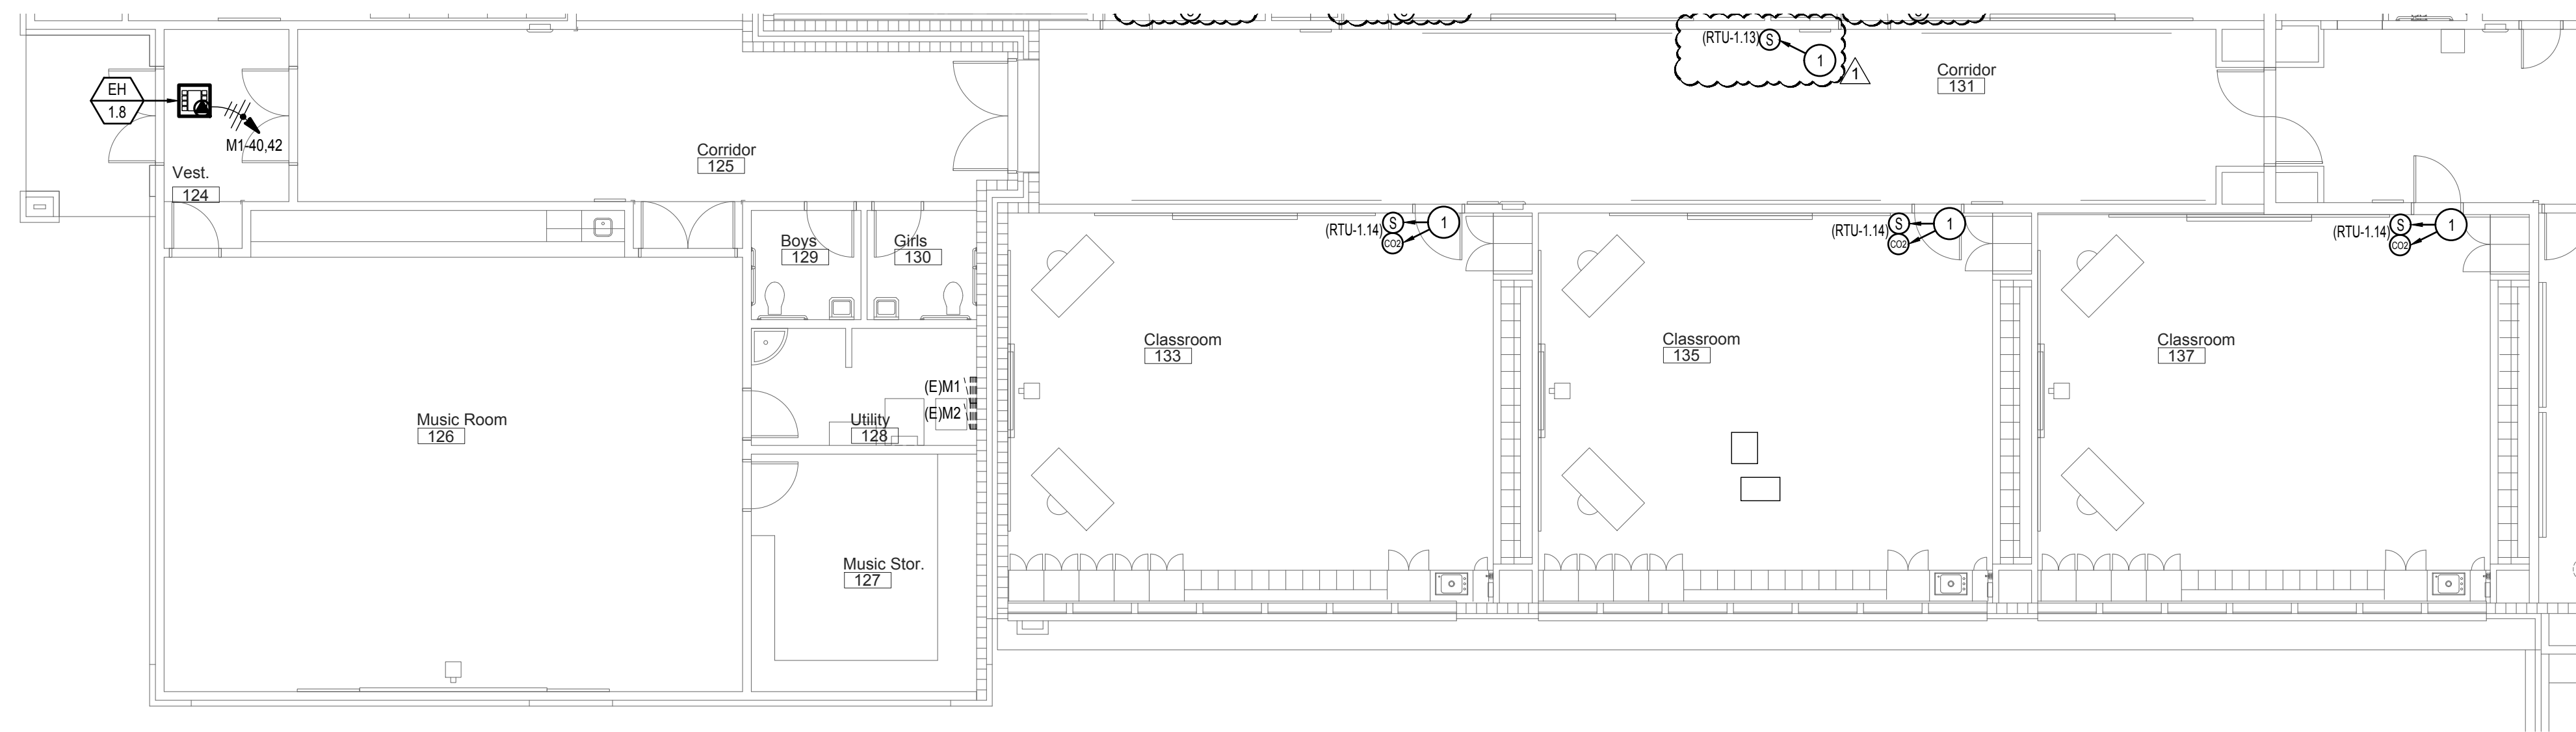 (RTU-1.13) S
1
1
Corridor
131
EH
1.8
M1-40,42
Vest.
124
Corridor
125
Boys
129
Girls
130
(RTU-1.14) S 1
CO2
(RTU-1.14) S 1
CO2
(RTU-1.14) S 1
CO2
Classroom
133
Classroom
135
Classroom
137
(E)M1
(E)M2
Music Room
126
Utility
128
Music Stor.
127